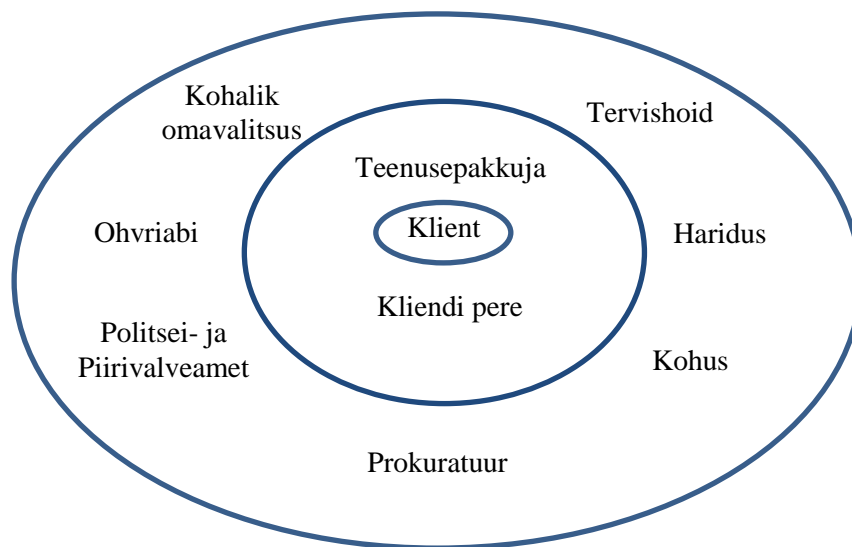 Kohalik
omavalitsus
Tervishoid
Teenusepakkuja
Ohvriabi
Klient
Haridus
Kliendi pere
Politsei- ja
Piirivalveamet
Kohus
Prokuratuur